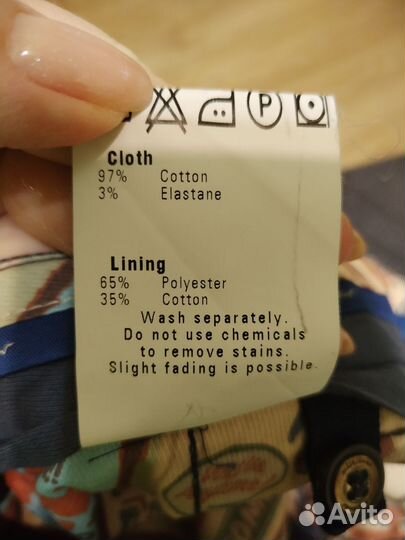 P
Cloth
97% Cotton
3% Elastane
Lining
65% Polyester
35% Cotton
Wash separately.
Do not use chemicals
to remove stains.
Slight fading is possible.
Avito